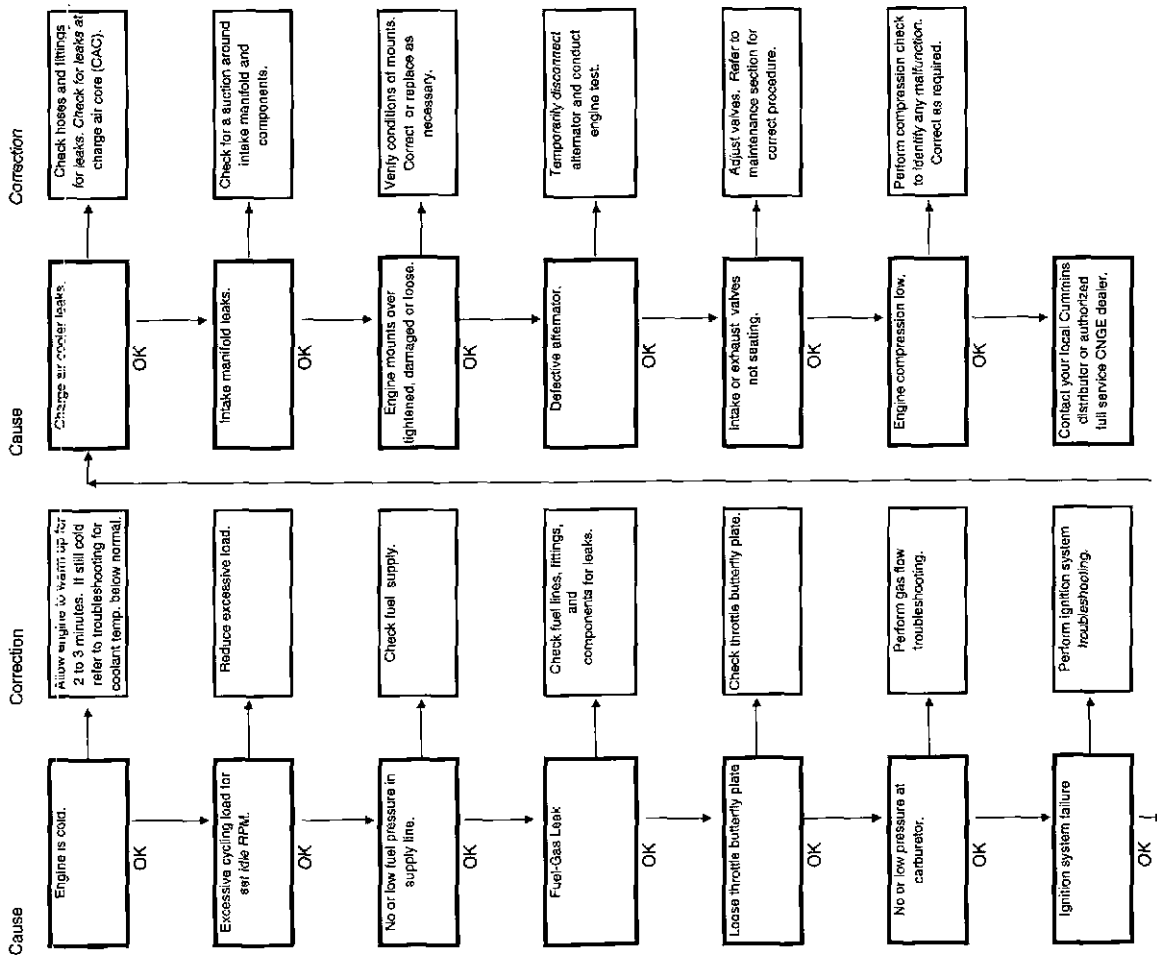 Cause
Correction
Engine is cold.
Allow engine to warm up for
2 to 3 minutes. If still cold
refer to troubleshooting for
coolant temp. below normal.
OK
Excessive cycling load for
set idle RPM.
Reduce excessive load.
OK
No or low fuel pressure in
supply line.
Check fuel supply.
OK
Fuel-Gas Leak
Check fuel lines, fittings,
and
components for leaks.
OK
Loose throttle butterfly plate
Check throttle butterfly plate.
OK
No or low pressure at
carburetor.
Perform gas flow
troubleshooting.
OK
Ignition system failure
Perform ignition system
troubleshooting.
OK
Cause
Correction
Charge air cooler leaks.
Check hoses and fittings
for leaks. Check for leaks at
charge air core (CAC).
OK
Intake manifold leaks.
Check for a auction around
intake manifold and
components.
OK
Engine mounts over
tightened, damaged or loose.
Verify conditions of mounts.
Correct or replace as
necessary.
OK
Defective alternator.
Temporarily disconnect
alternator and conduct
engine test.
OK
Intake or exhaust valves
not seating.
Adjust valves. Refer to
maintenance section for
correct procedure.
OK
Engine compression low.
Perform compression check
to identify any malfunction.
Correct as required.
OK
Contact your local Cummins
distributor or authorized
full service CNGE dealer.